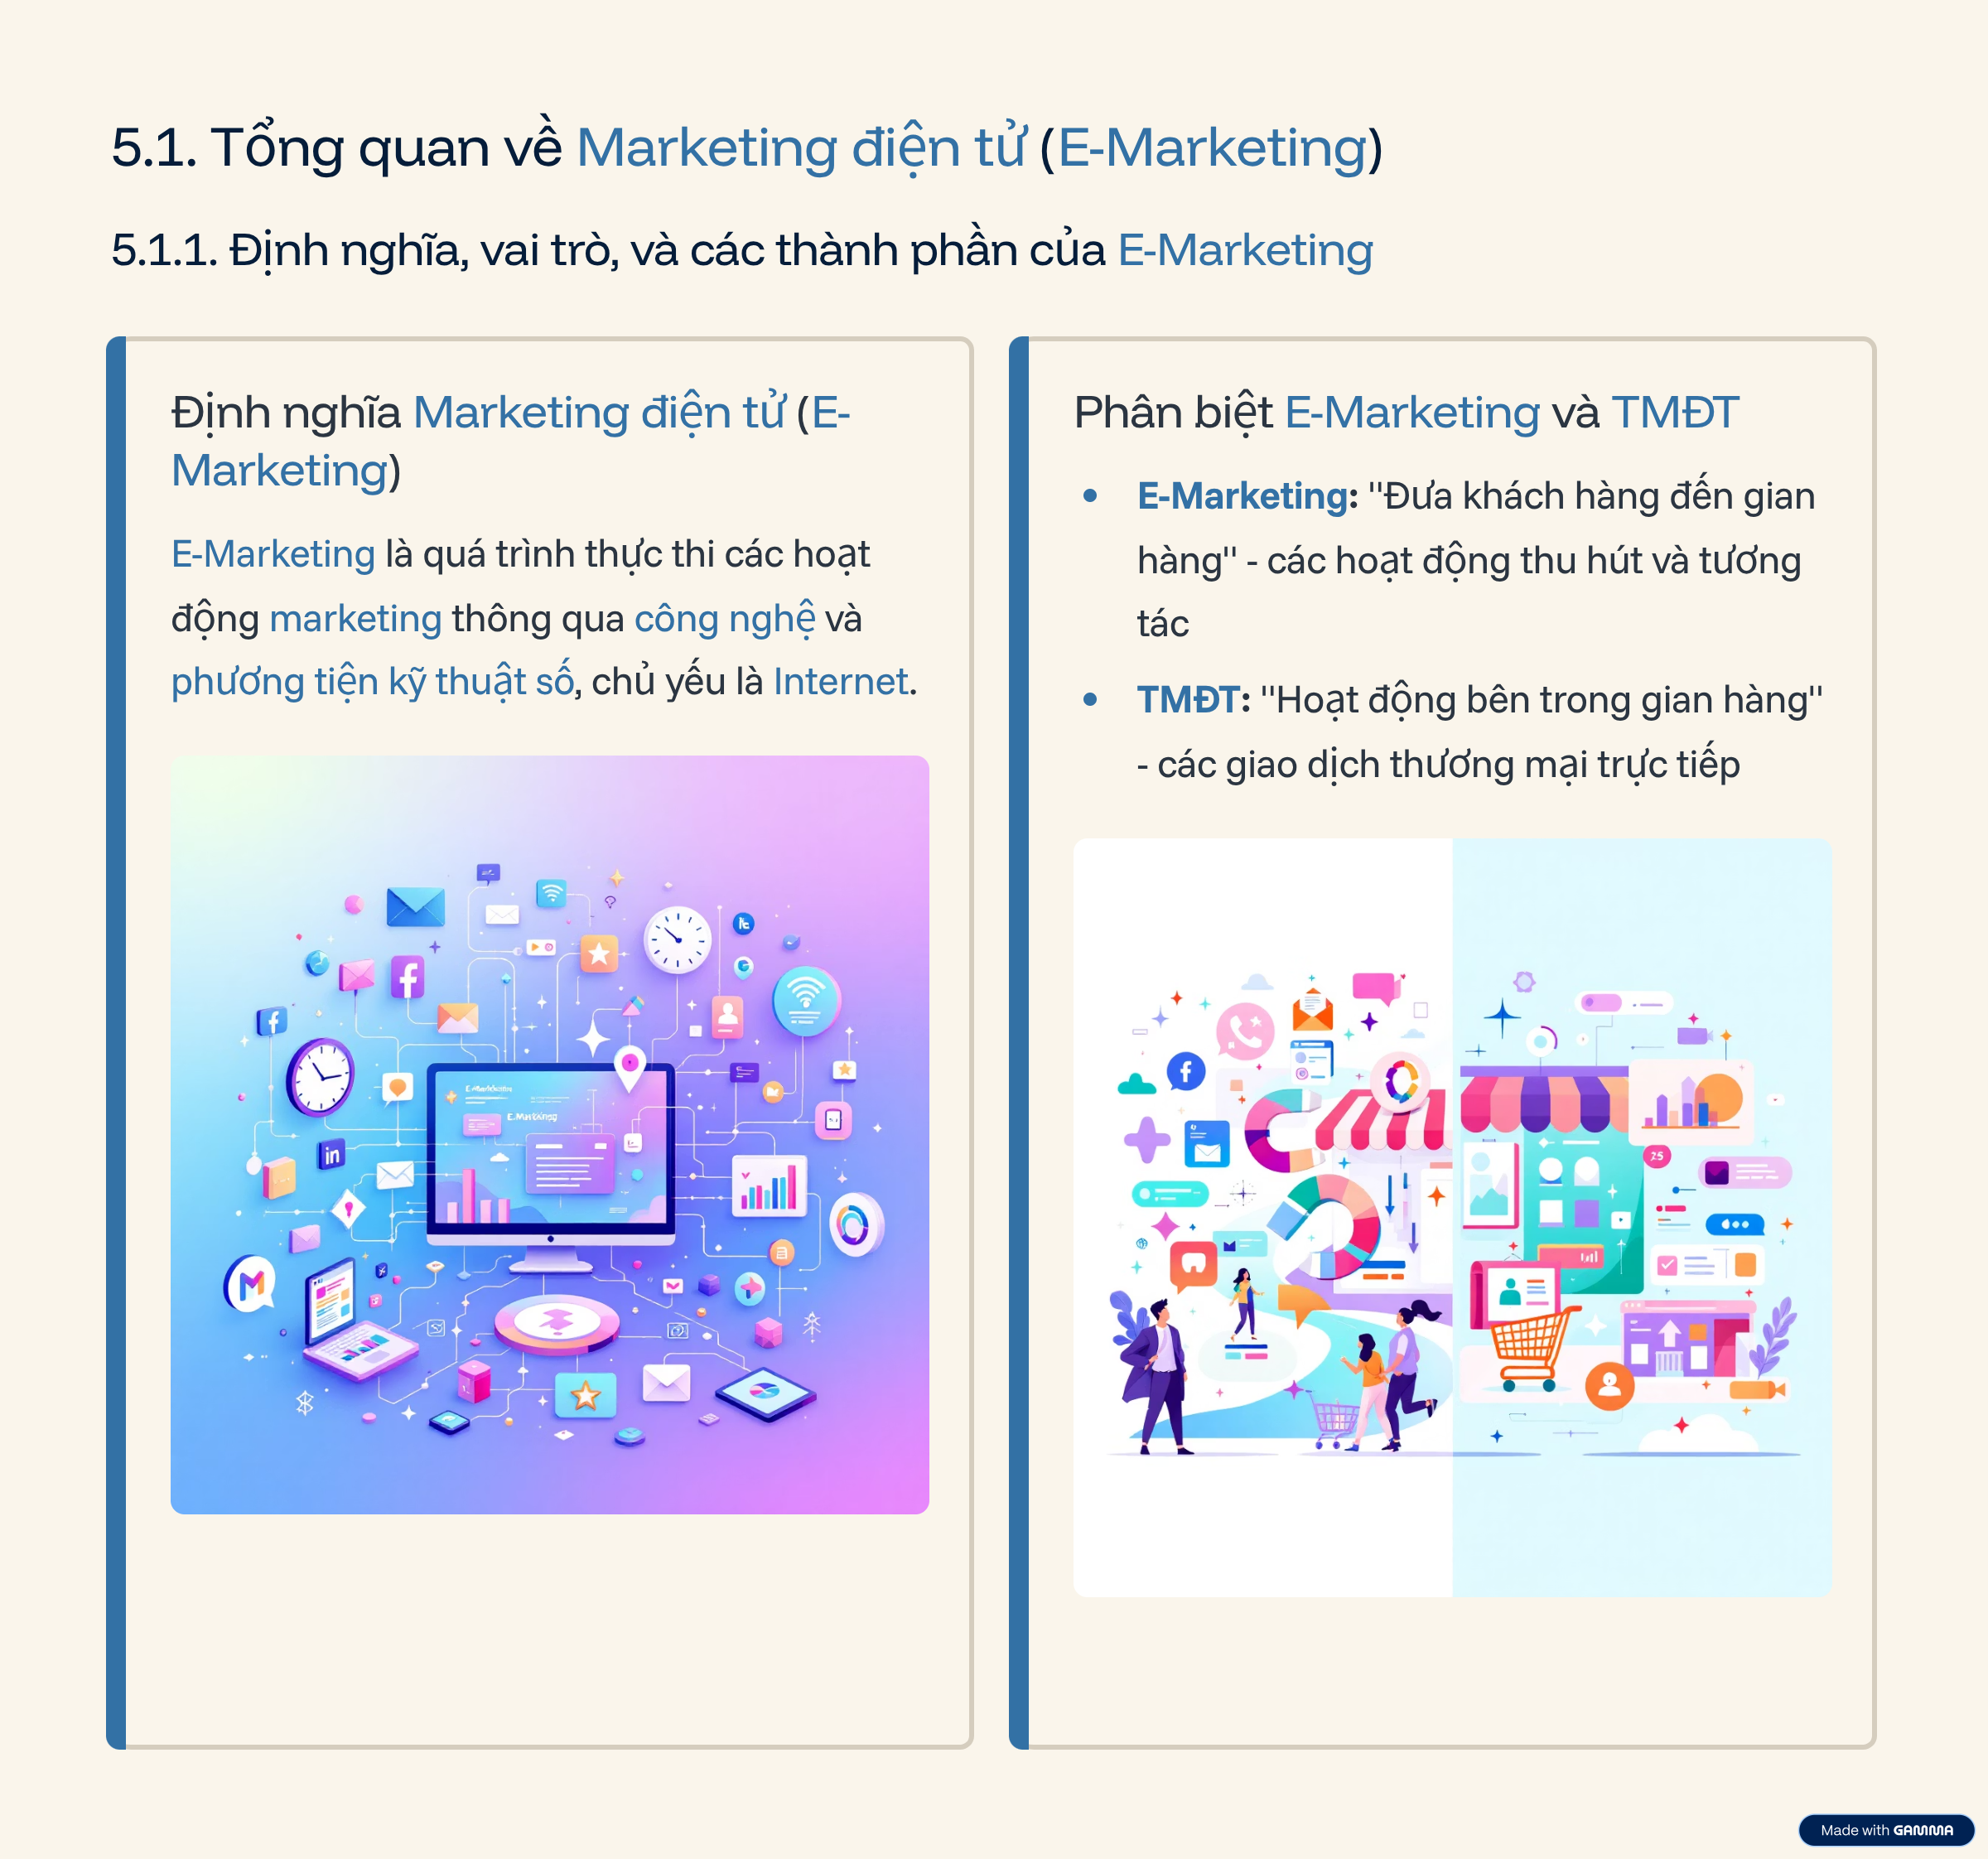 5.1. Tổng quan về Marketing điện tử (E-Marketing)
5.1.1. Định nghĩa, vai trò, và các thành phần của E-Marketing
Định nghĩa Marketing điện tử (E-
Marketing)
E-Marketing là quá trình thực thi các hoạt
động marketing thông qua công nghệ và
phương tiện kỹ thuật số, chủ yếu là Internet.
Phân biệt E-Marketing và TMĐT
E-Marketing: "Đưa khách hàng đến gian
hàng" - các hoạt động thu hút và tương
tác
TMĐT: "Hoạt động bên trong gian hàng"
- các giao dịch thương mại trực tiếp
in
25
Made with GAMMA